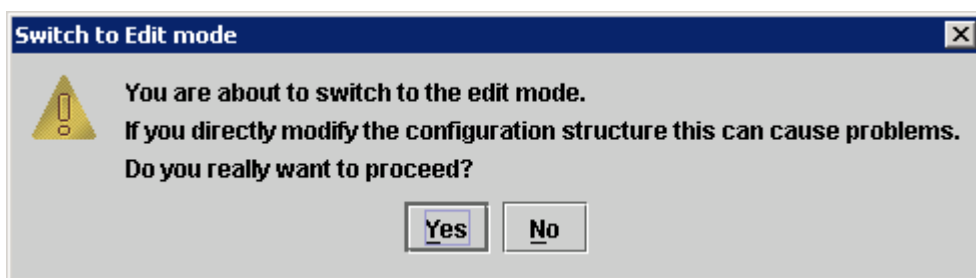 Switch to Edit mode
You are about to switch to the edit mode.
If you directly modify the configuration structure this can cause problems.
Do you really want to proceed?
Yes No